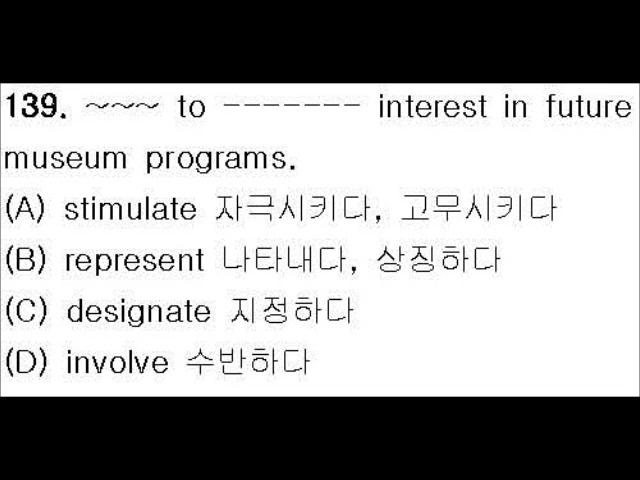 139. ~~~ to ------- interest in future
museum programs.
(A) stimulate 자극시키다, 고무시키다
(B) represent 나타내다, 상징하다
(C) designate 지정하다
(D) involve 수반하다